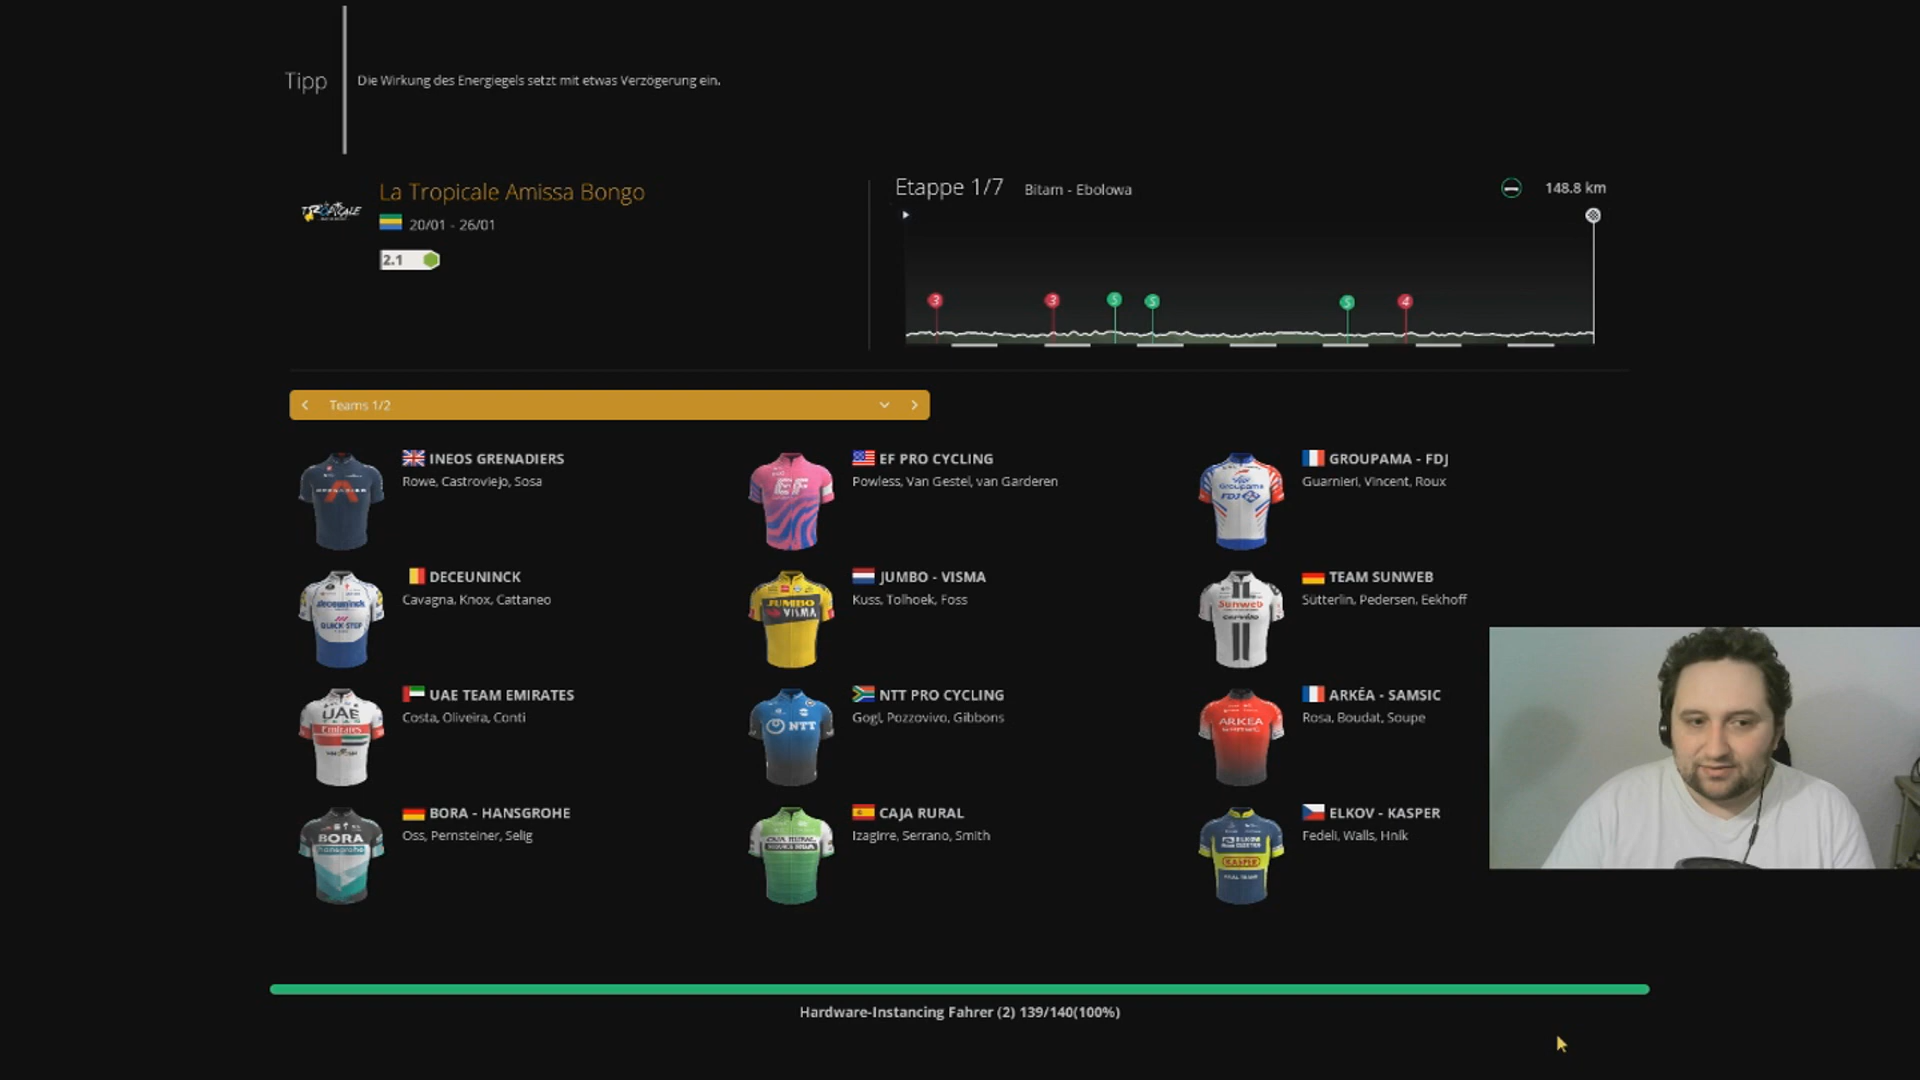 Tipp
Die Wirkung des Energiegels setzt mit etwas Verzögerung ein.
La Tropicale Amissa Bongo
20/01 - 26/01
2.1
Etappe 1/7 Bitam - Ebolowa 148.8 km
3 3 S S S 4
Teams 1/2
INEOS GRENADIERS
Rowe, Castroviejo, Sosa
EF PRO CYCLING
Powless, Van Gestel, van Garderen
GROUPAMA - FDJ
Guarnieri, Vincent, Roux
DECEUNINCK
Cavagna, Knox, Cattaneo
JUMBO - VISMA
Kuss, Tolhoek, Foss
TEAM SUNWEB
Sütterlin, Pedersen, Eekhoff
UAE TEAM EMIRATES
Costa, Oliveira, Conti
NTT PRO CYCLING
Gogl, Pozzovivo, Gibbons
ARKÉA - SAMSIC
Rosa, Boudat, Soupe
BORA - HANSGROHE
Oss, Pernsteiner, Selig
CAJA RURAL
Izagirre, Serrano, Smith
ELKOV - KASPER
Fedeli, Walls, Hník
Hardware-Instancing Fahrer (2) 139/140(100%)